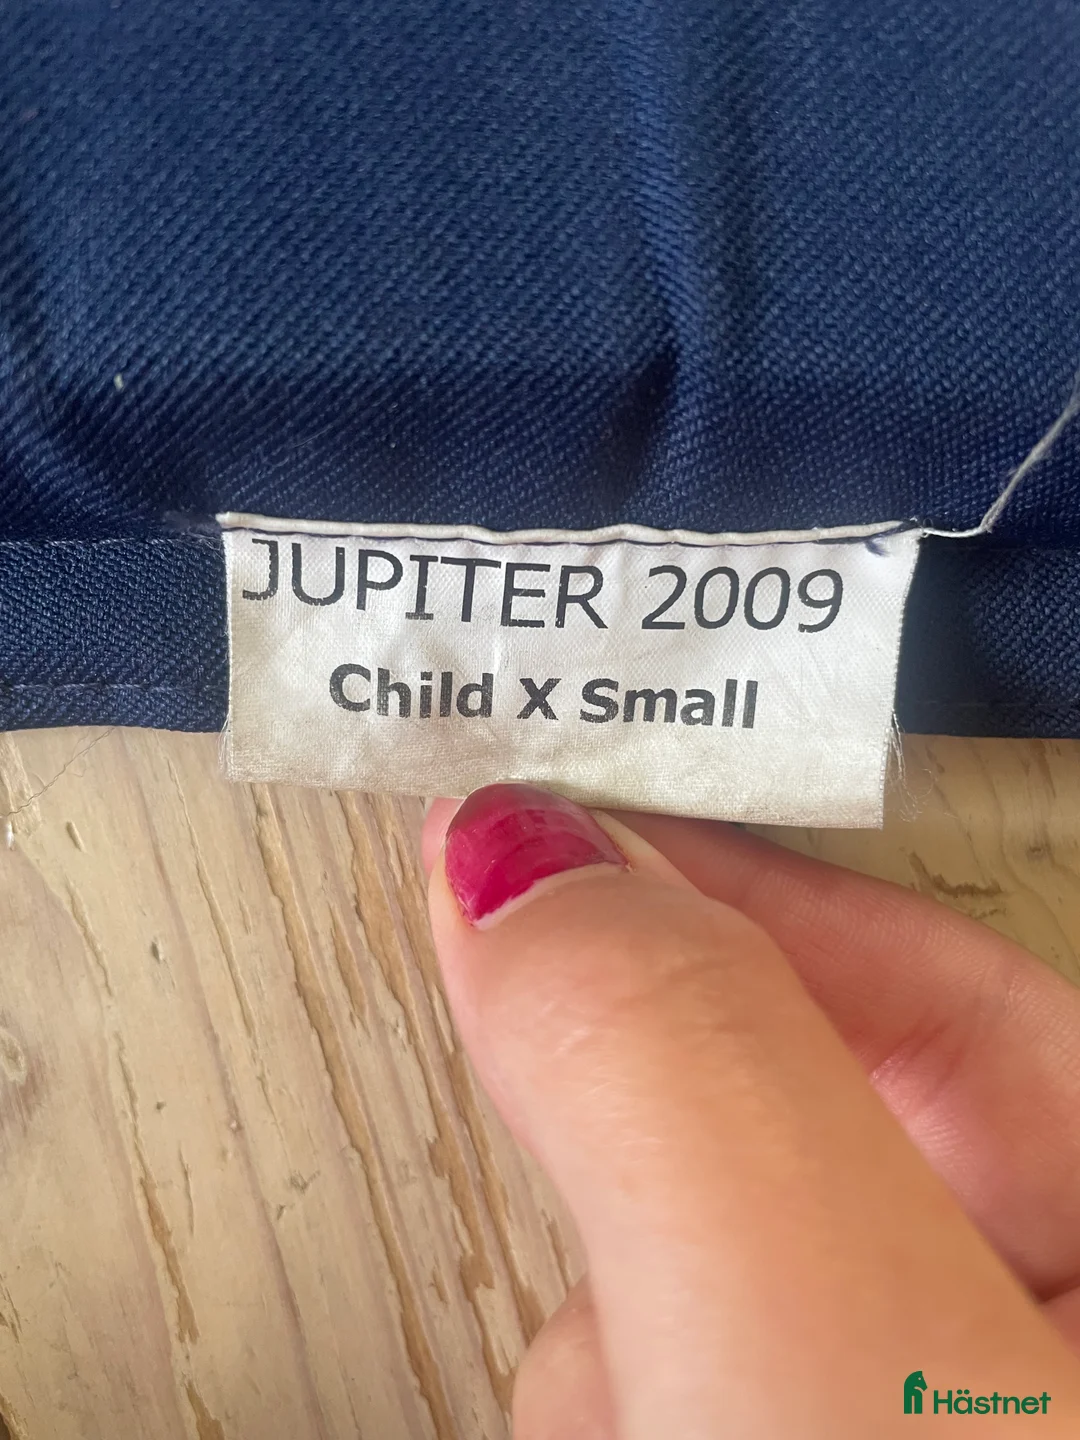 JUPITER 2009
Child X Small
Hästnet